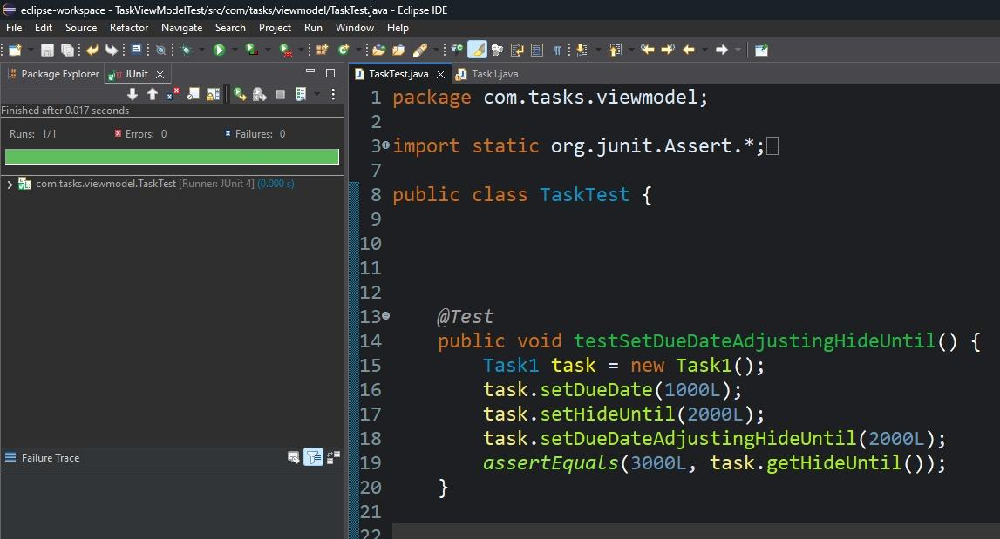 eclipse-workspace - TaskViewModelTest/src/com/tasks/viewmodel/TaskTest.java - Eclipse IDE
File Edit Source Refactor Navigate Search Project Run Window Help
Package Explorer JUnit
Finished after 0.017 seconds
Runs: 1/1 Errors: 0 Failures: 0
com.tasks.viewmodel.TaskTest [Runner: JUnit 4] (0.000 s)
Failure Trace
TaskTest.java Task1.java
1 package com.tasks.viewmodel;
2
3 import static org.junit.Assert.*;
7
8 public class TaskTest {
9
10
11
12
13 @Test
14 public void testSetDueDateAdjustingHideUntil() {
15 Task1 task = new Task1();
16 task.setDueDate(1000L);
17 task.setHideUntil(2000L);
18 task.setDueDateAdjustingHideUntil(2000L);
19 assertEquals(3000L, task.getHideUntil());
20 }
21
22